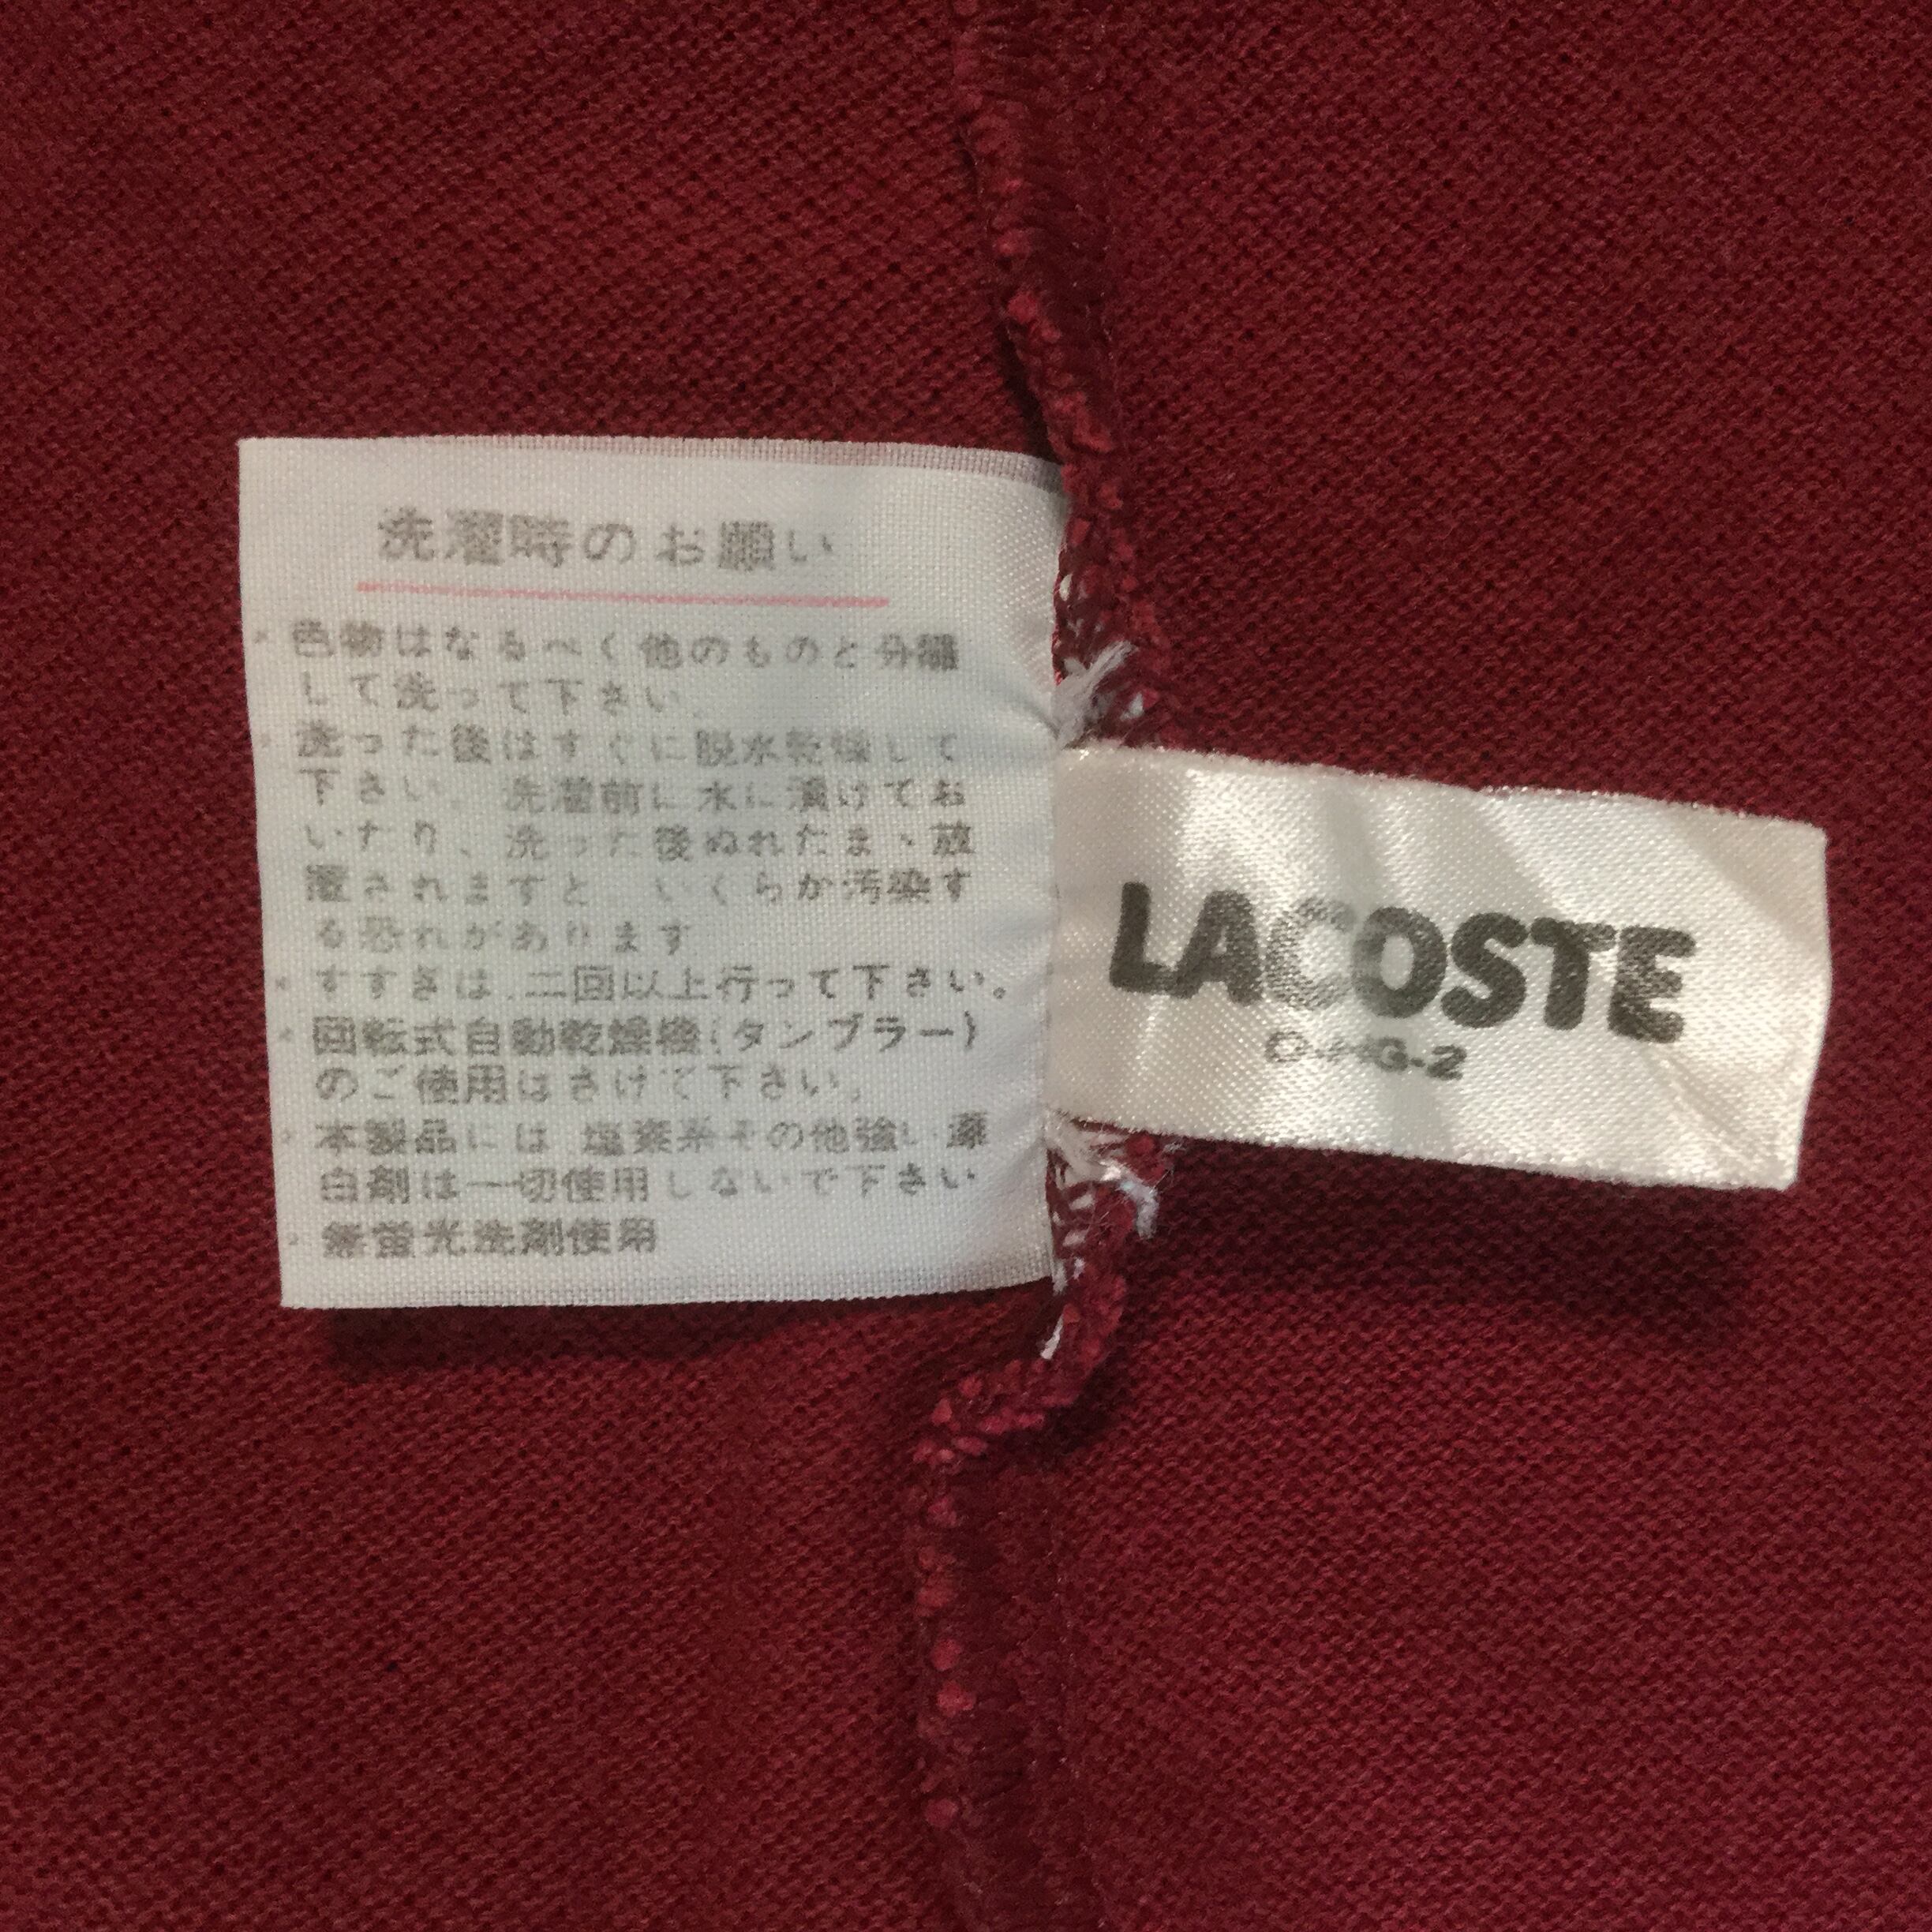 洗濯時のお願い
・色物はなるべく他のものと分離
して洗って下さい。
・洗った後はすぐに脱水乾燥して
下さい。洗濯前に水に漬けてお
いたり、洗った後ぬれたまゝ放
置されますと いくらか汚染す
る恐れがあります
・すすぎは、二回以上行って下さい。
・回転式自動乾燥機(タンブラー)
のご使用はさけて下さい。
・本製品には 塩素系その他強い漂
白剤は一切使用しないで下さい
・無蛍光洗剤使用
LACOSTE